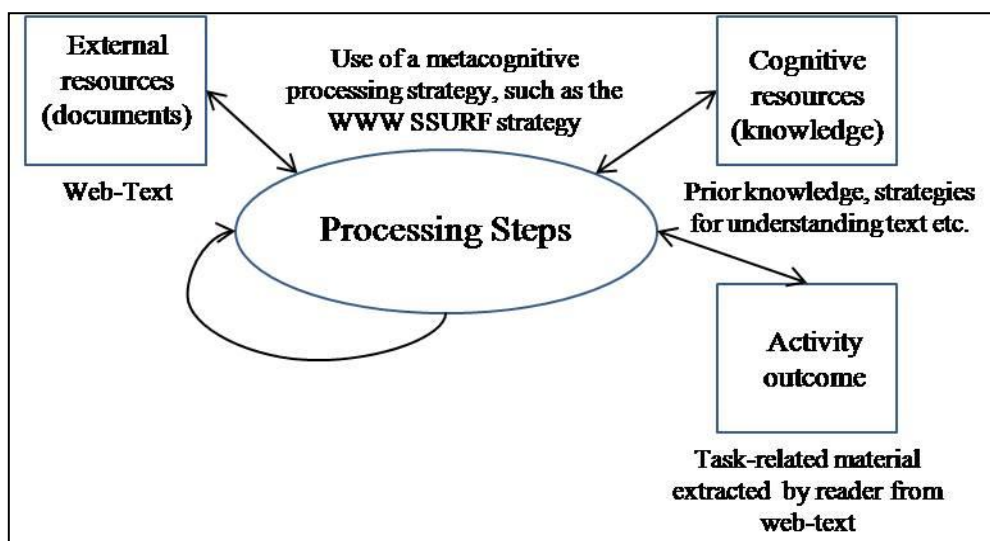 External
resources
(documents)
Web-Text
Use of a metacognitive
processing strategy, such as the
WWW SSURF strategy
Cognitive
resources
(knowledge)
Prior knowledge, strategies
for understanding text etc.
Processing Steps
Activity
outcome
Task-related material
extracted by reader from
web-text